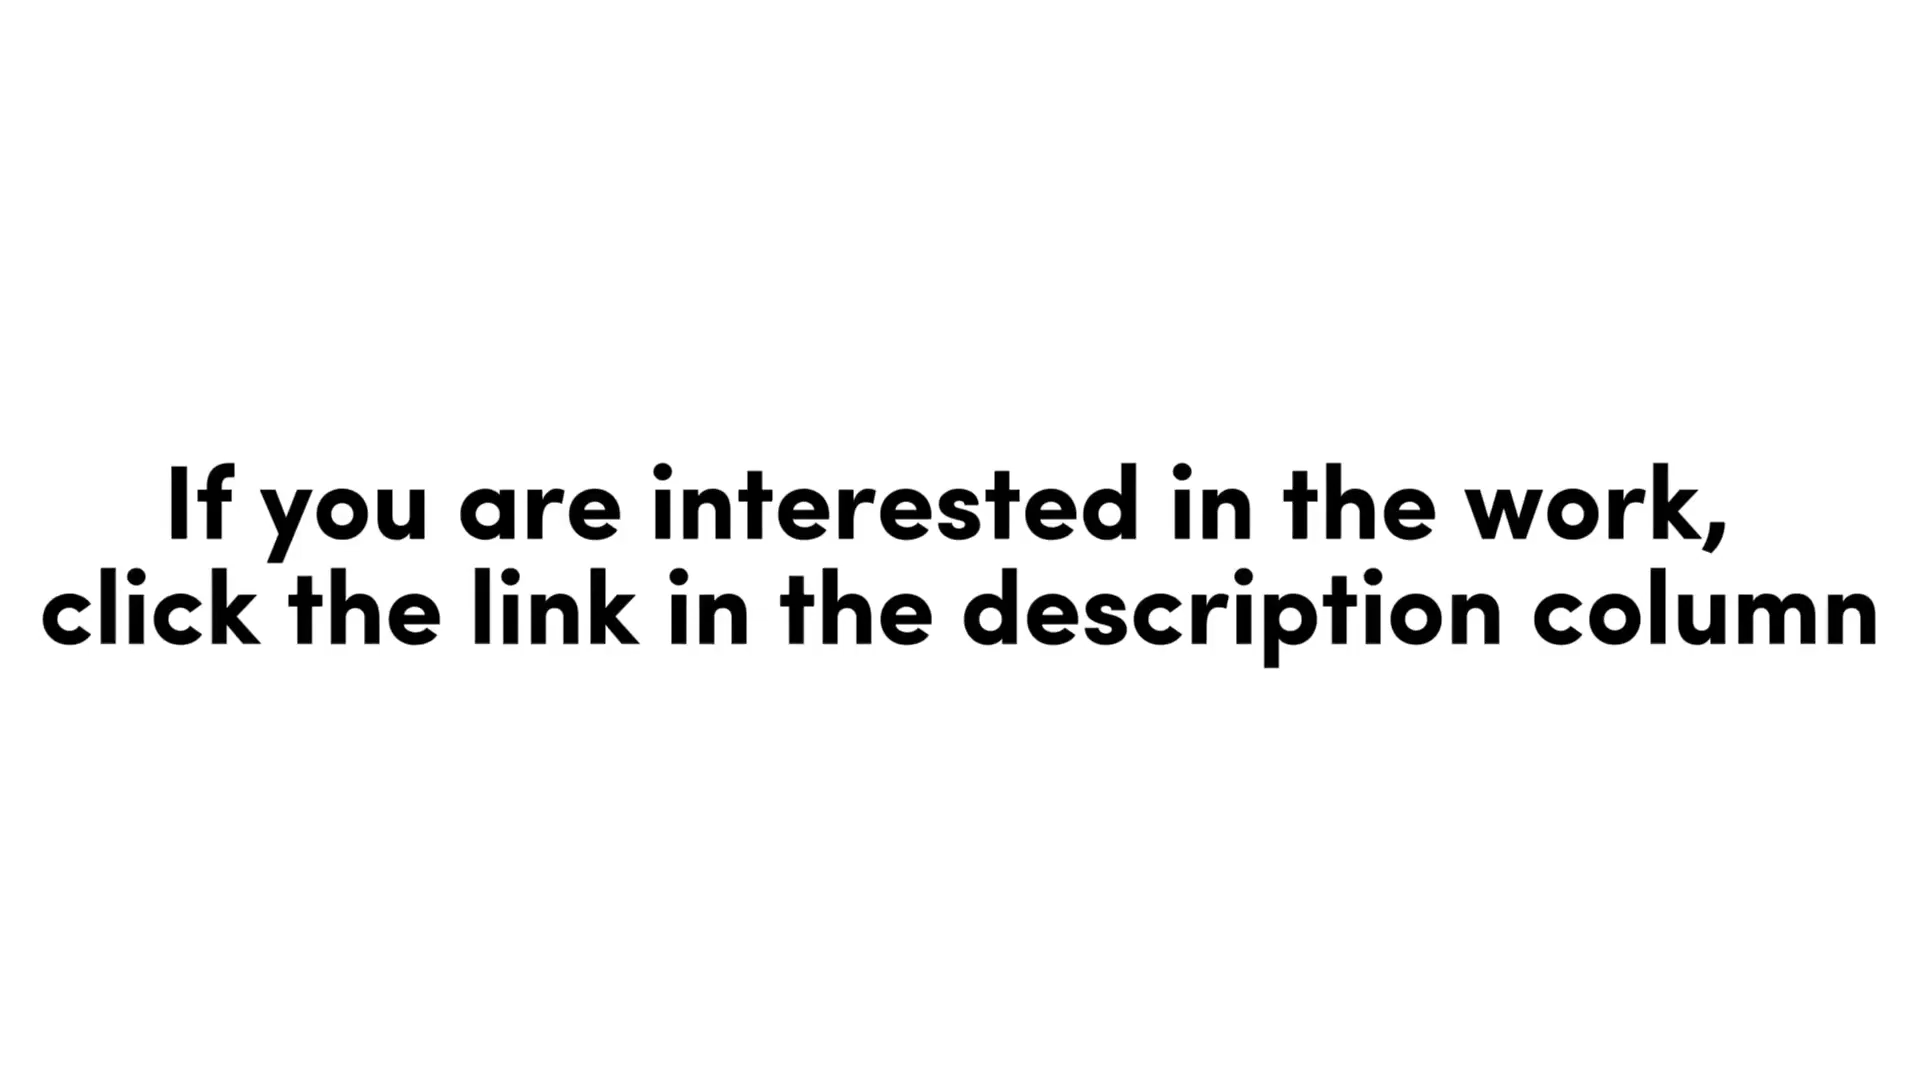 If you are interested in the work,
click the link in the description column